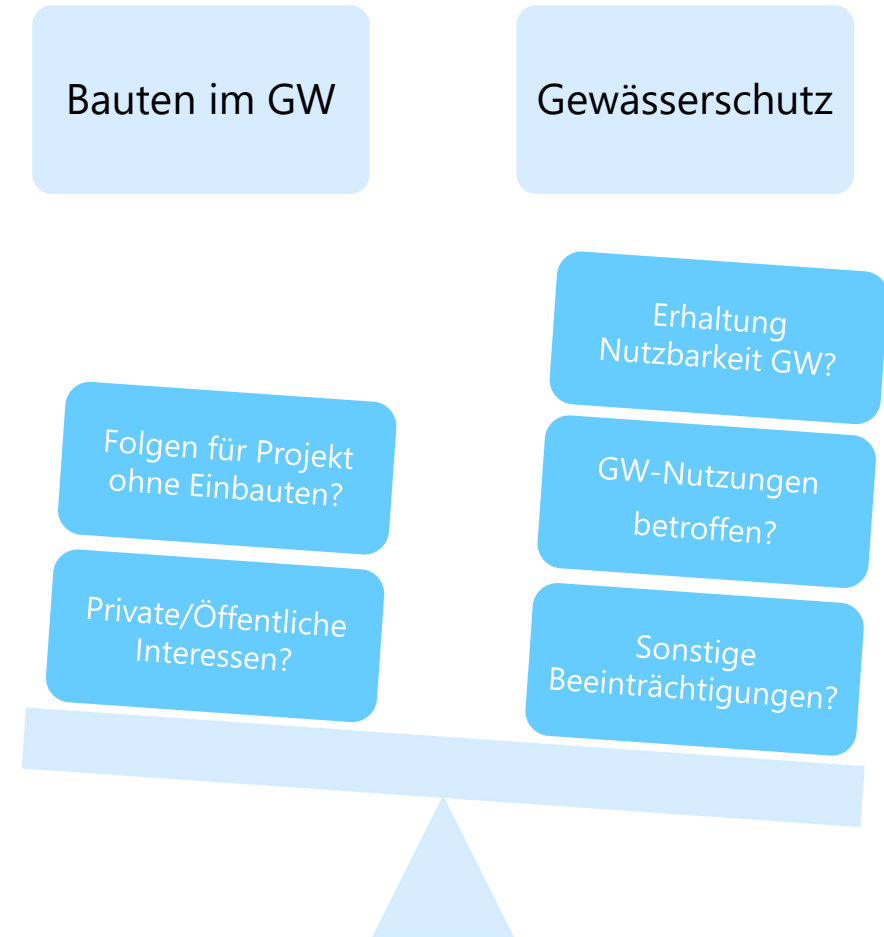 Bauten im GW
Gewässerschutz
Folgen für Projekt
ohne Einbauten?
Private/Öffentliche
Interessen?
Erhaltung
Nutzbarkeit GW?
GW-Nutzungen
betroffen?
Sonstige
Beeinträchtigungen?